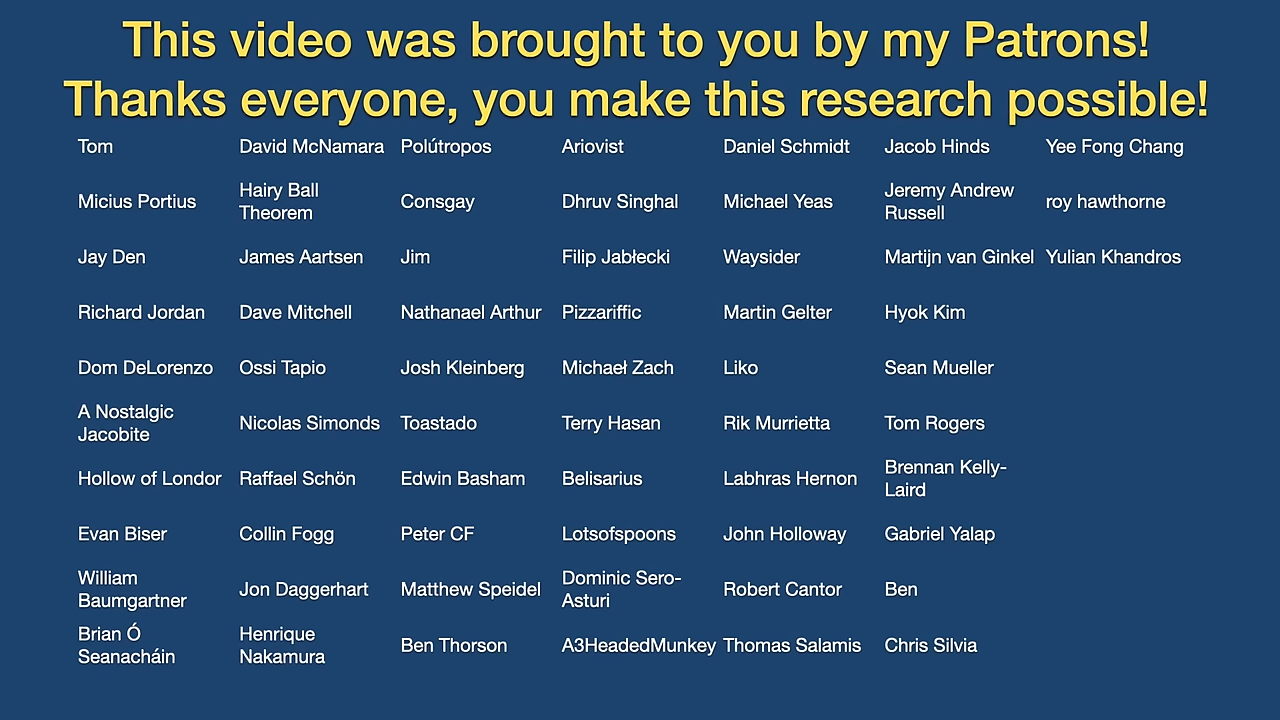 This video was brought to you by my Patrons!
Thanks everyone, you make this research possible!
Tom David McNamara Polútropos Ariovist Daniel Schmidt Jacob Hinds Yee Fong Chang
Micius Portius Hairy Ball Theorem Consgay Dhruv Singhal Michael Yeas Jeremy Andrew Russell roy hawthorne
Jay Den James Aartsen Jim Filip Jabłecki Waysider Martijn van Ginkel Yulian Khandros
Richard Jordan Dave Mitchell Nathanael Arthur Pizzariffic Martin Gelter Hyok Kim
Dom DeLorenzo Ossi Tapio Josh Kleinberg Michaeł Zach Liko Sean Mueller
A Nostalgic Jacobite Nicolas Simonds Toastado Terry Hasan Rik Murrietta Tom Rogers
Hollow of Londor Raffael Schön Edwin Basham Belisarius Labhras Hernon Brennan Kelly-Laird
Evan Biser Collin Fogg Peter CF Lotsofspoons John Holloway Gabriel Yalap
William Baumgartner Jon Daggerhart Matthew Speidel Dominic Sero-Asturi Robert Cantor Ben
Brian Ó Seanacháin Henrique Nakamura Ben Thorson A3HeadedMunkey Thomas Salamis Chris Silvia